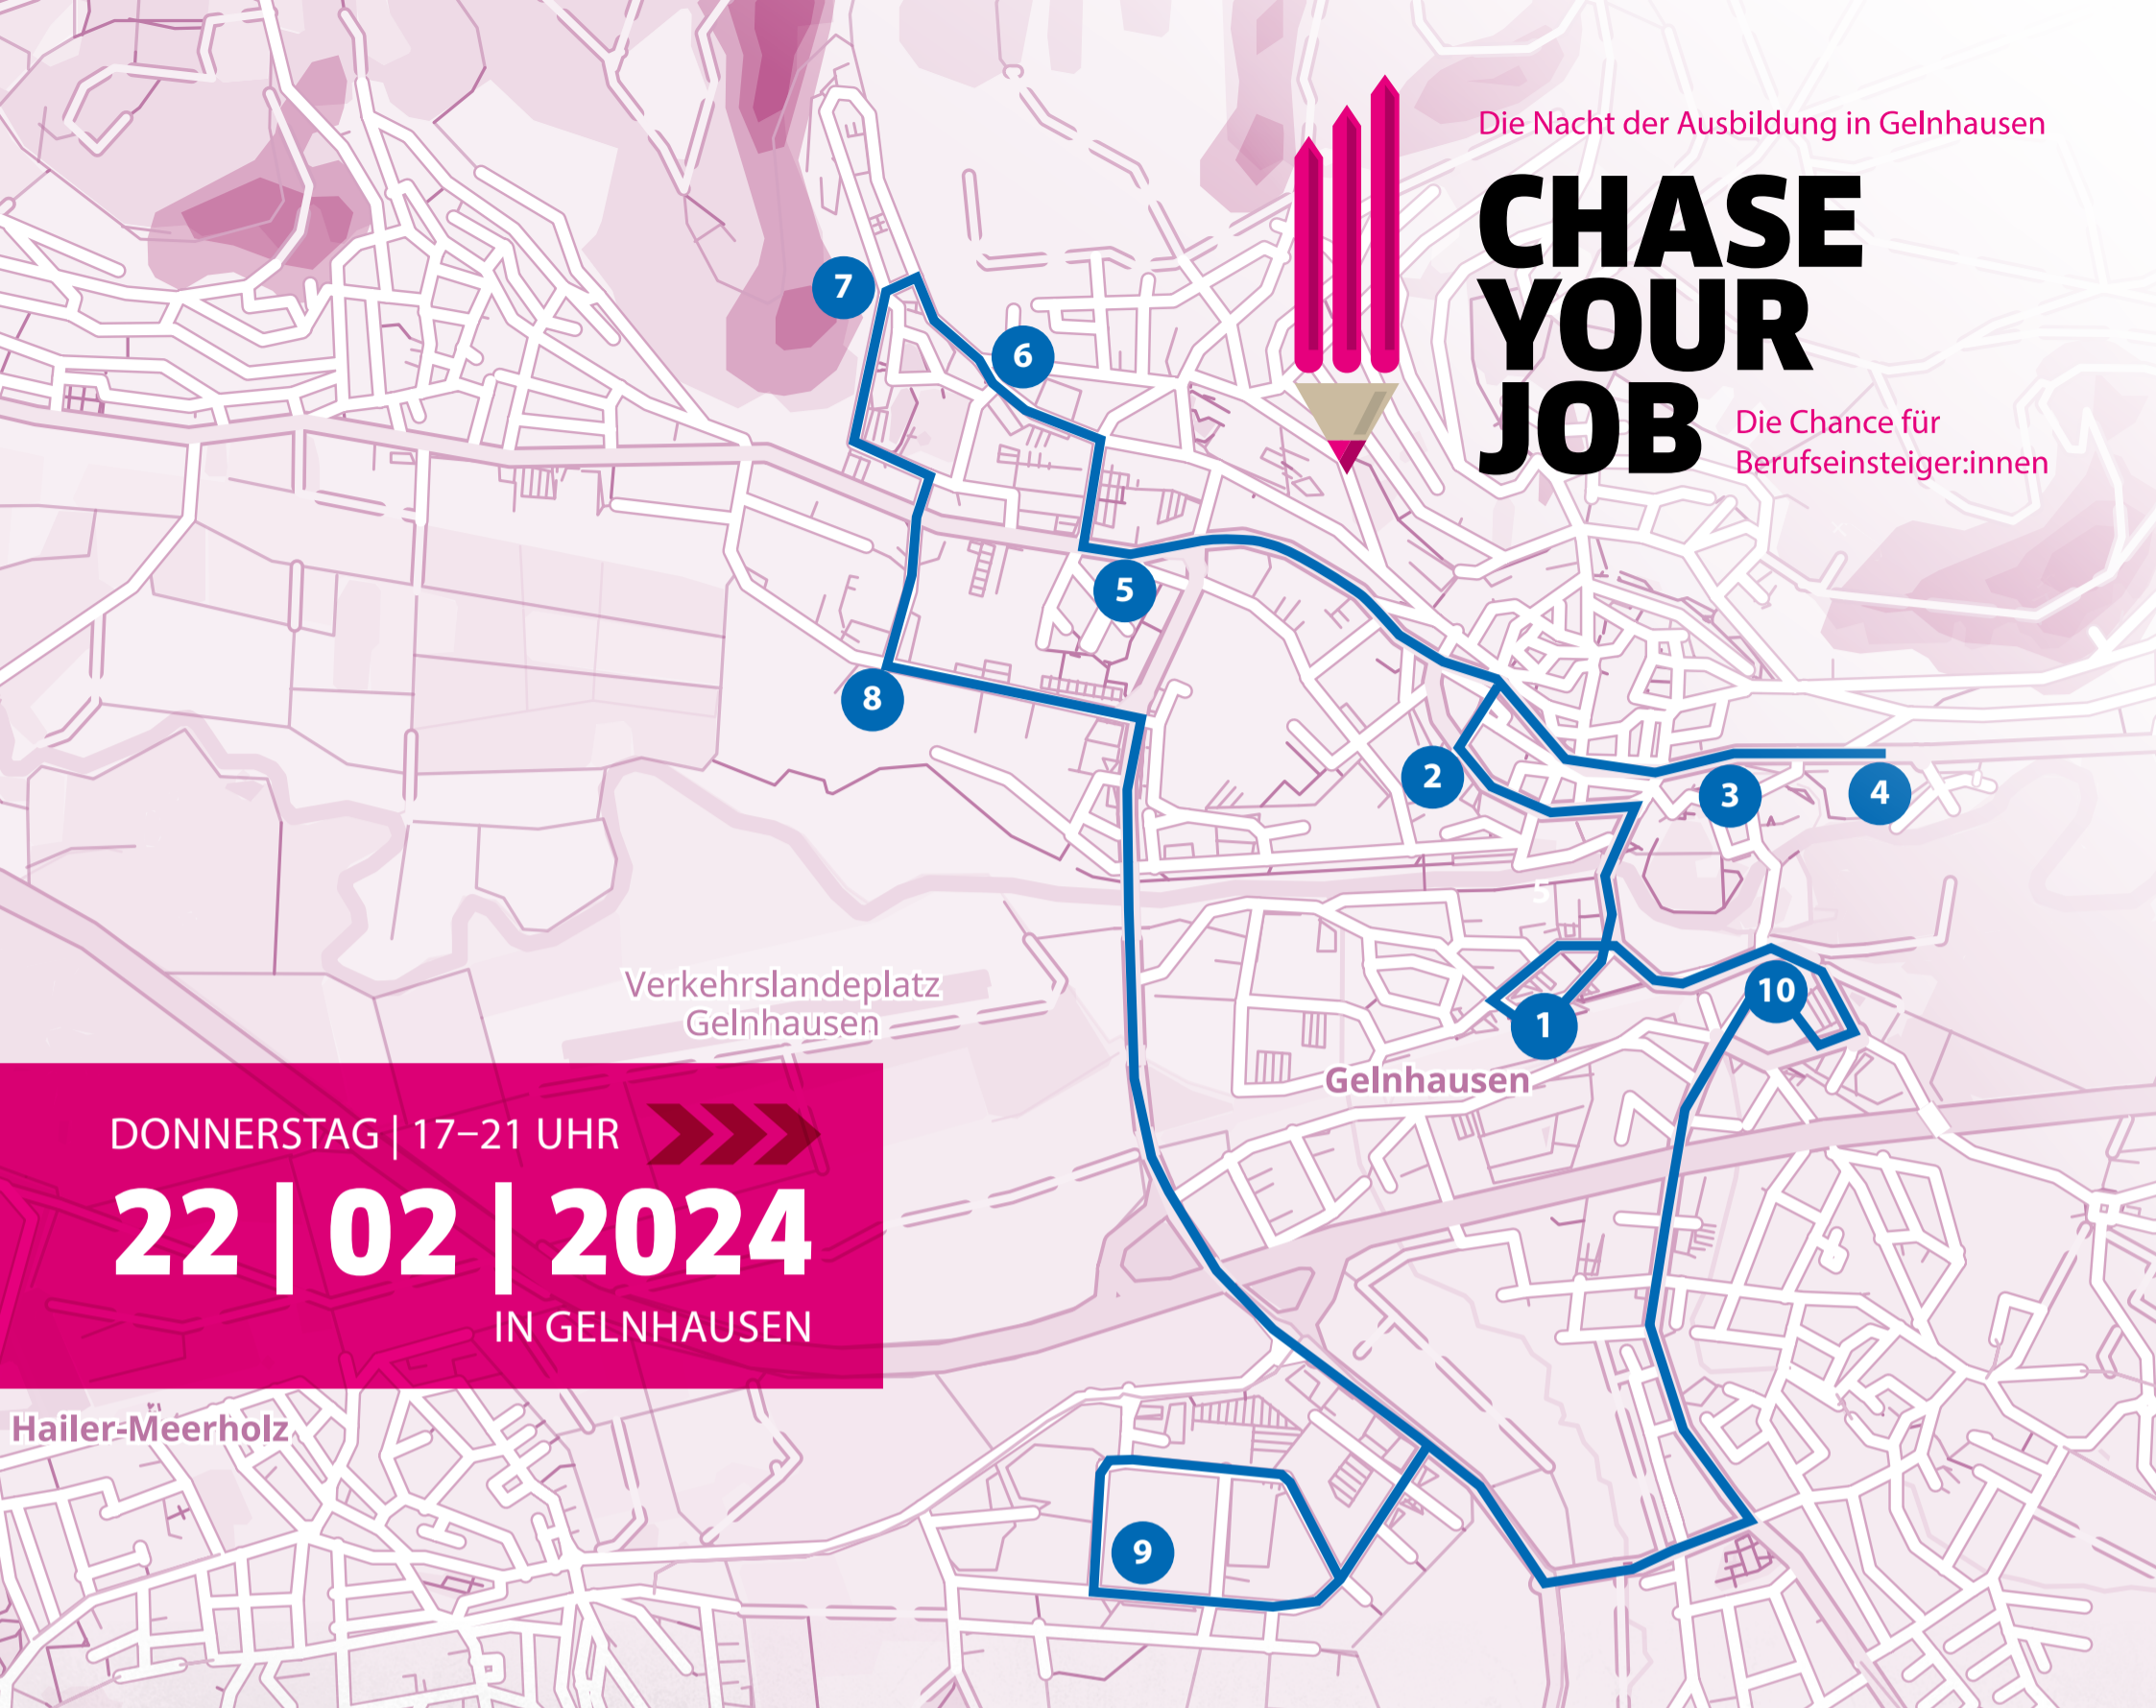 Die Nacht der Ausbildung in Gelnhausen
CHASE
YOUR
JOB
Die Chance für
Berufseinsteiger:innen
7
6
5
8
2
3
4
5
10
1
Verkehrslandeplatz
Gelnhausen
Gelnhausen
DONNERSTAG | 17–21 UHR
22 | 02 | 2024
IN GELNHAUSEN
Hailer-Meerholz
9